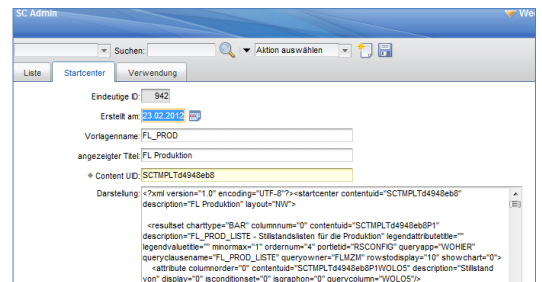 SC Admin
Suchen: Aktion auswählen
Liste Startcenter Verwendung
Eindeutige ID: 942
Erstellt am: 23.02.2012
Vorlagenname: FL_PROD
angezeigter Titel: FL Produktion
* Content UID: SCTMPLTd4948eb8
Darstellung: <?xml version="1.0" encoding="UTF-8"?><startcenter contentuid="SCTMPLTd4948eb8"
description="FL Produktion" layout="NW">
<resultset charttype="BAR" columnnum="0" contentuid="SCTMPLTd4948eb8P1"
description="FL_PROD_LISTE - Stillstandslisten für die Produktion" legendattributetitle=""
legendvaluetitle="" minormax="1" ordernum="4" portletid="RSCONFIG" queryapp="WOHIER"
queryclausename="FL_PROD_LISTE" queryowner="FLMZM" rowstodisplay="10" showchart="0">
<attribute columnorder="0" contentuid="SCTMPLTd4948eb8P1WOLO5" description="Stillstand
von" display="0" isconditionset="0" isgraphon="0" querycolumn="WOLO5"/>